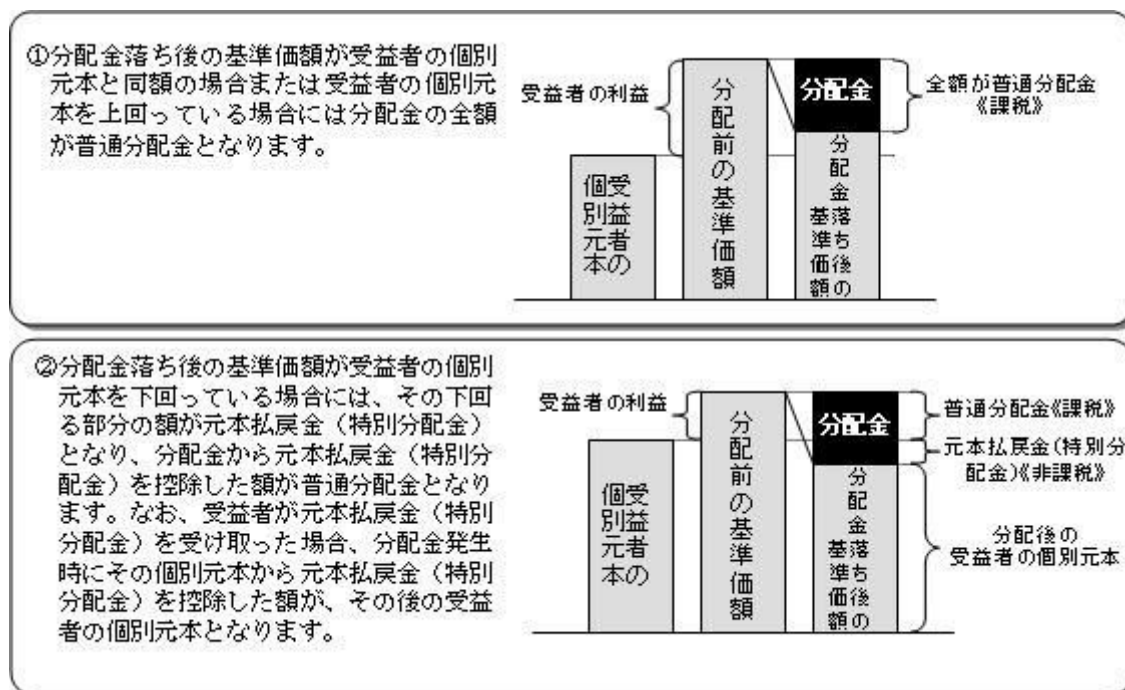 ①分配金落ち後の基準価額が受益者の個別
元本と同額の場合または受益者の個別元
本を上回っている場合には分配金の全額
が普通分配金となります。
受益者の利益
受益者の
個別元本
分配前の基準価額
分配金
分配金落ち後の
基準価額
全額が普通分配金
《課税》
②分配金落ち後の基準価額が受益者の個別
元本を下回っている場合には、その下回
る部分の額が元本払戻金(特別分配金)
となり、分配金から元本払戻金(特別分
配金)を控除した額が普通分配金となり
ます。なお、受益者が元本払戻金(特別
分配金)を受け取った場合、分配金発生
時にその個別元本から元本払戻金(特別
分配金)を控除した額が、その後の受益
者の個別元本となります。
受益者の利益
受益者の
個別元本
分配前の基準価額
分配金
分配金落ち後の
基準価額
普通分配金《課税》
元本払戻金(特別分
配金)《非課税》
分配後の
受益者の個別元本